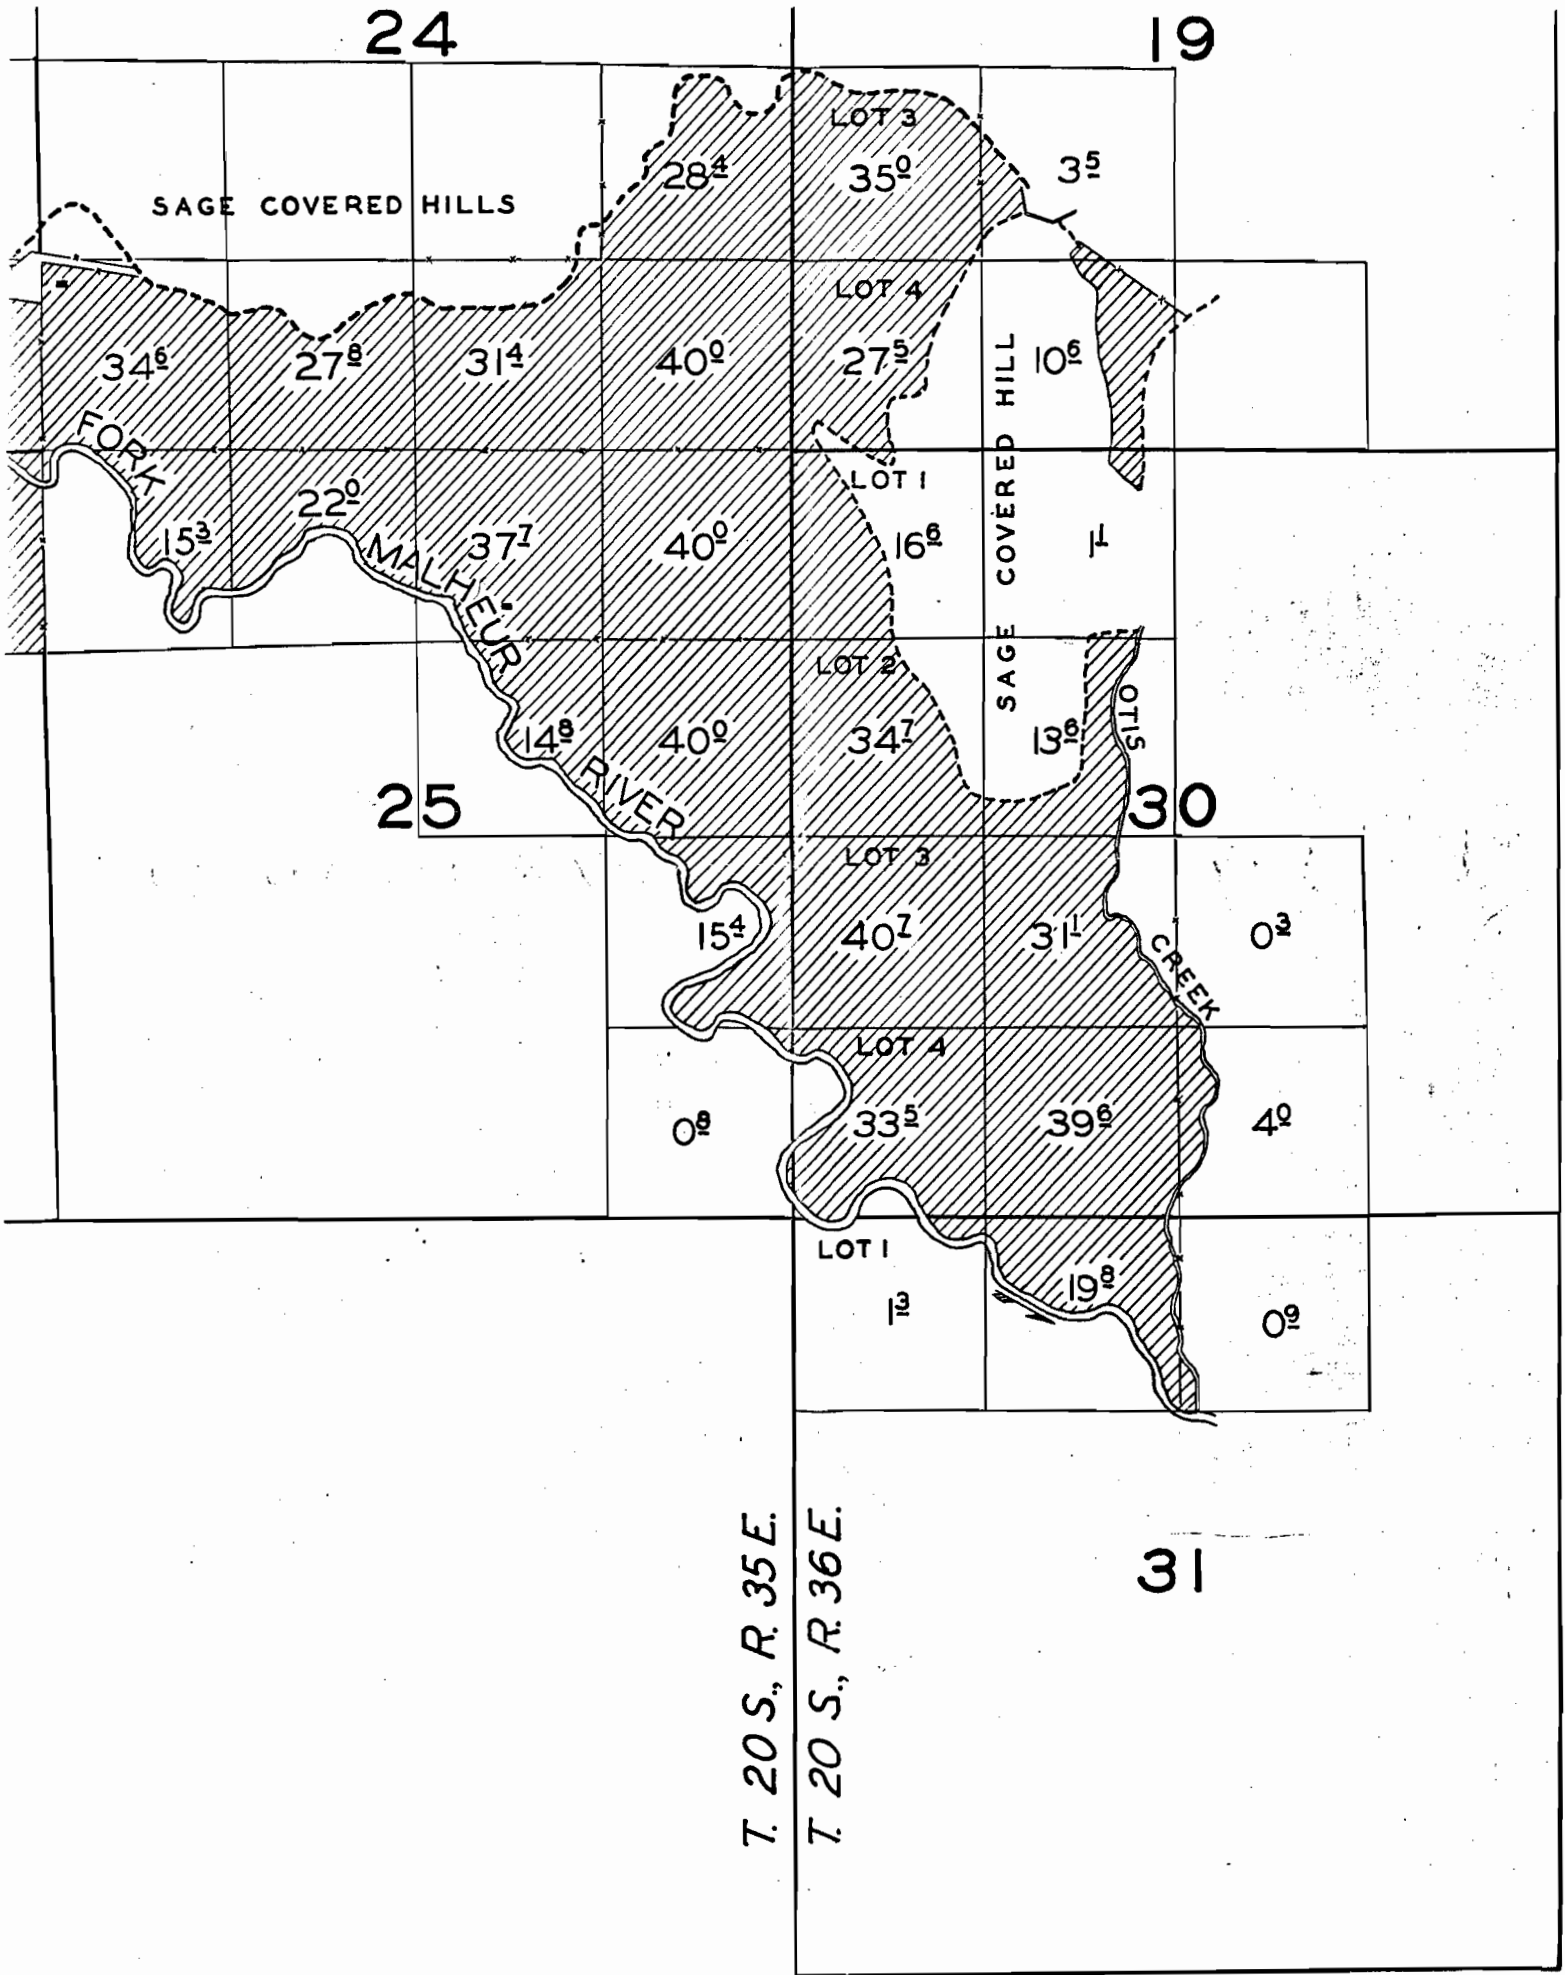 24
19
LOT 3
28 4
35 0
3 5
SAGE COVERED HILLS
LOT 4
34 6
27 8
31 4
40 0
27 5
10 6
SAGE COVERED HILL
FORK
LOT 1
22 0
15 3
MALHEUR
37 7
40 0
16 6
1 1
LOT 2
OTIS
14 8
40 0
34 7
13 6
RIVER
25
30
LOT 3
15 4
40 7
31 1
0 3
CREEK
LOT 4
0 8
33 5
39 6
4 0
LOT 1
19 8
1 3
0 9
T. 20 S., R. 35 E.
T. 20 S., R. 36 E.
31